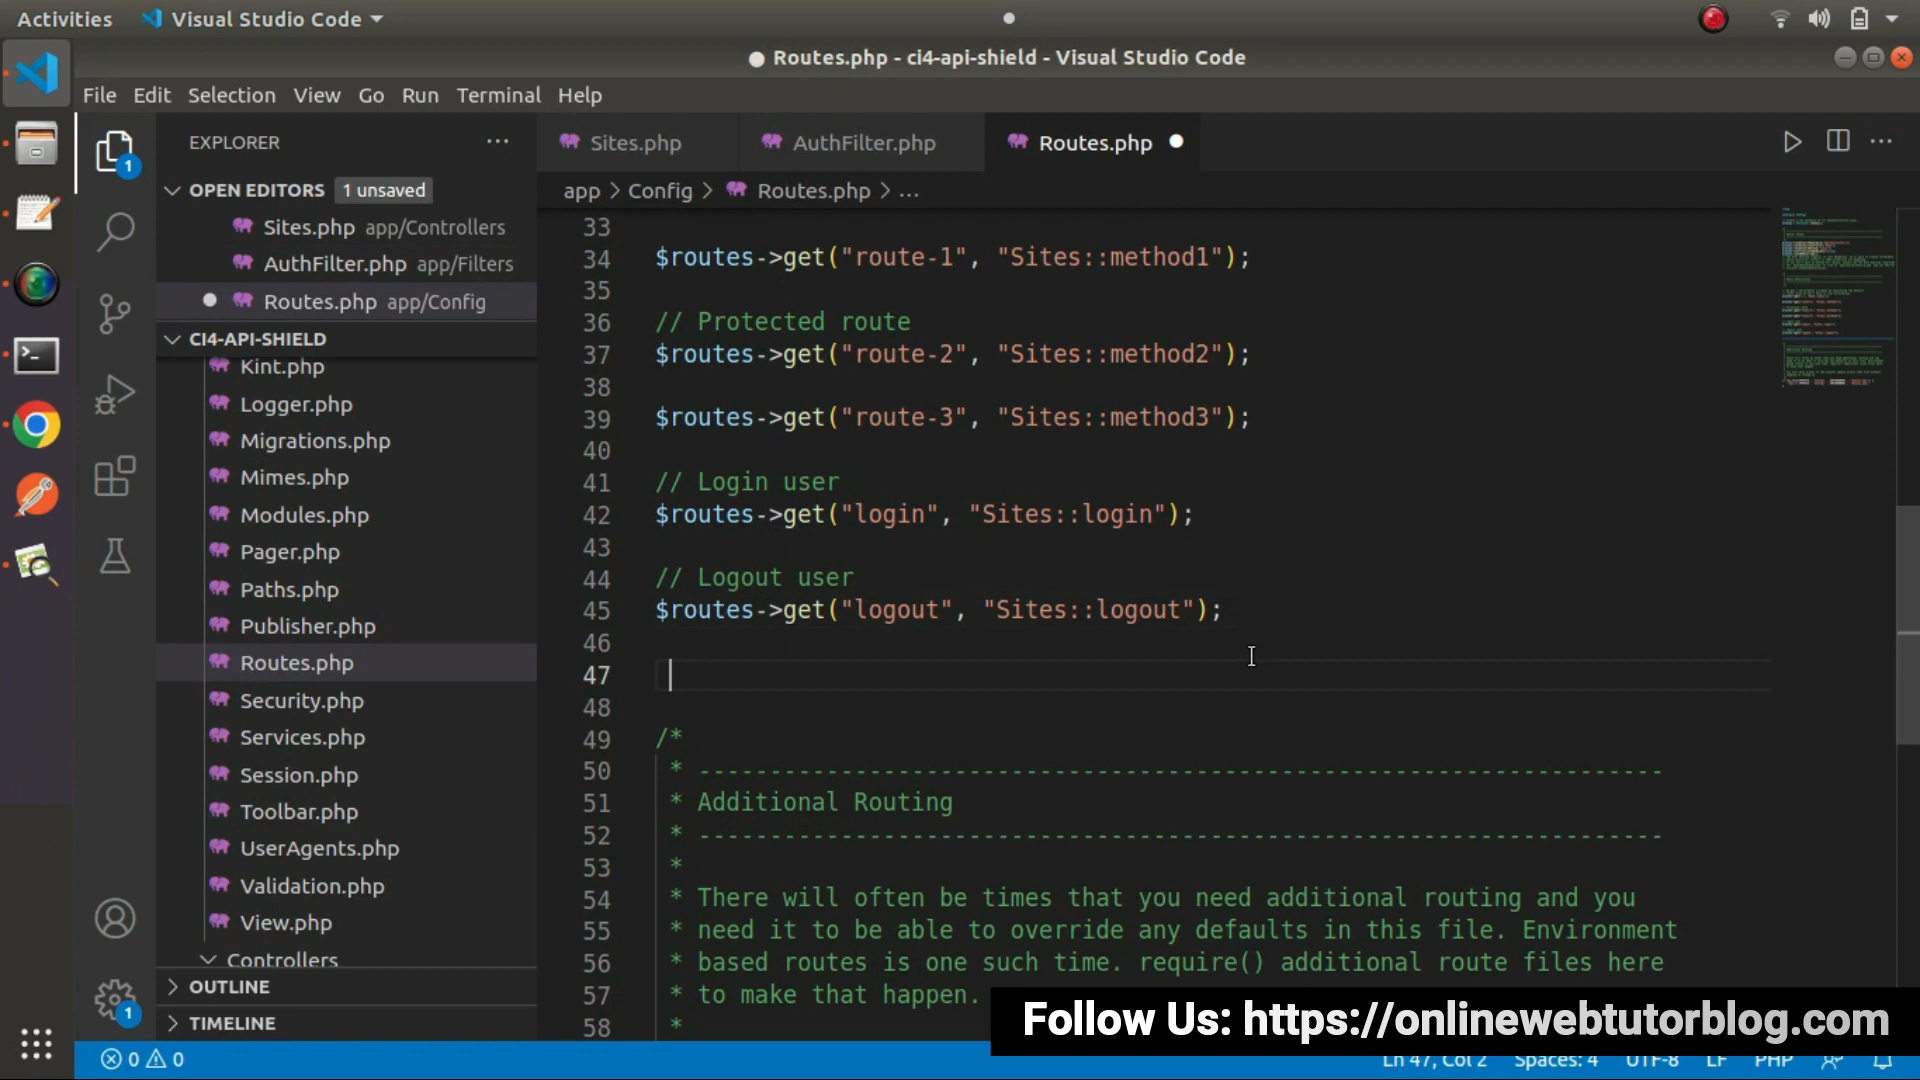 Activities
Visual Studio Code
Routes.php - ci4-api-shield - Visual Studio Code
File Edit Selection View Go Run Terminal Help
EXPLORER
OPEN EDITORS 1 unsaved
Sites.php app/Controllers
AuthFilter.php app/Filters
Routes.php app/Config
CI4-API-SHIELD
Kint.php
Logger.php
Migrations.php
Mimes.php
Modules.php
Pager.php
Paths.php
Publisher.php
Routes.php
Security.php
Services.php
Session.php
Toolbar.php
UserAgents.php
Validation.php
View.php
Controllers
OUTLINE
TIMELINE
1
1
Sites.php AuthFilter.php Routes.php
app > Config > Routes.php > ...
33
34 $routes->get("route-1", "Sites::method1");
35
36 // Protected route
37 $routes->get("route-2", "Sites::method2");
38
39 $routes->get("route-3", "Sites::method3");
40
41 // Login user
42 $routes->get("login", "Sites::login");
43
44 // Logout user
45 $routes->get("logout", "Sites::logout");
46
47
48
49 /*
50 * --------------------------------------------------------------------
51 * Additional Routing
52 * --------------------------------------------------------------------
53 *
54 * There will often be times that you need additional routing and you
55 * need it to be able to override any defaults in this file. Environment
56 * based routes is one such time. require() additional route files here
57 * to make that happen.
58 *
Follow Us: https://onlinewebtutorblog.com
0 0
Ln 47, Col 2 Spaces: 4 UTF-8 LF PHP